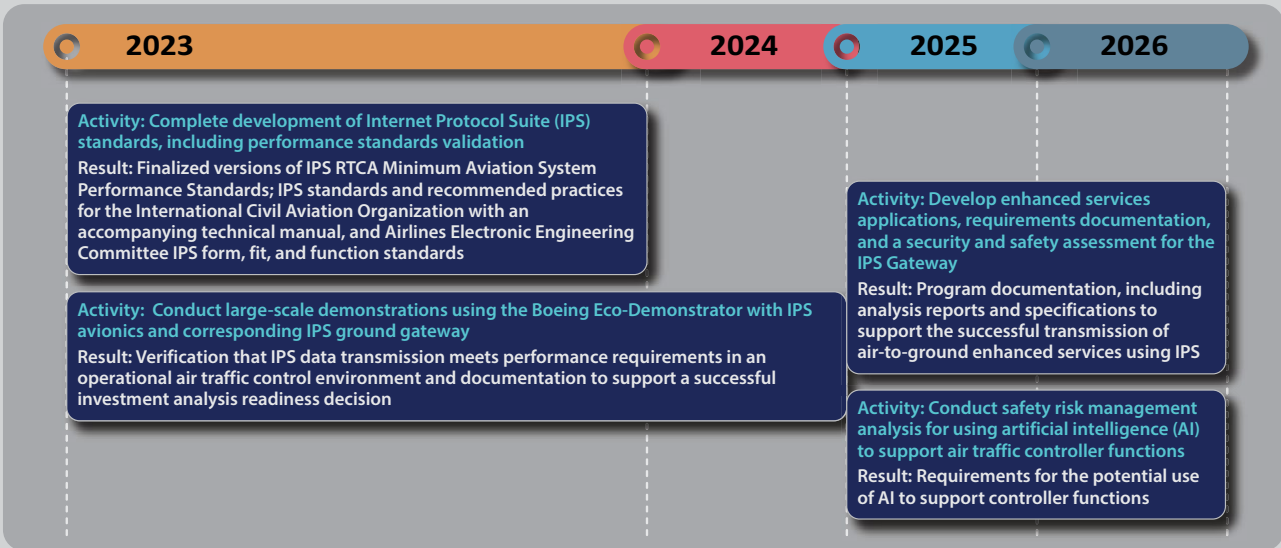 2023
2024
2025
2026
Activity: Complete development of Internet Protocol Suite (IPS)
standards, including performance standards validation
Result: Finalized versions of IPS RTCA Minimum Aviation System
Performance Standards; IPS standards and recommended practices
for the International Civil Aviation Organization with an
accompanying technical manual, and Airlines Electronic Engineering
Committee IPS form, fit, and function standards
Activity: Conduct large-scale demonstrations using the Boeing Eco-Demonstrator with IPS
avionics and corresponding IPS ground gateway
Result: Verification that IPS data transmission meets performance requirements in an
operational air traffic control environment and documentation to support a successful
investment analysis readiness decision
Activity: Develop enhanced services
applications, requirements documentation,
and a security and safety assessment for the
IPS Gateway
Result: Program documentation, including
analysis reports and specifications to
support the successful transmission of
air-to-ground enhanced services using IPS
Activity: Conduct safety risk management
analysis for using artificial intelligence (AI)
to support air traffic controller functions
Result: Requirements for the potential use
of AI to support controller functions